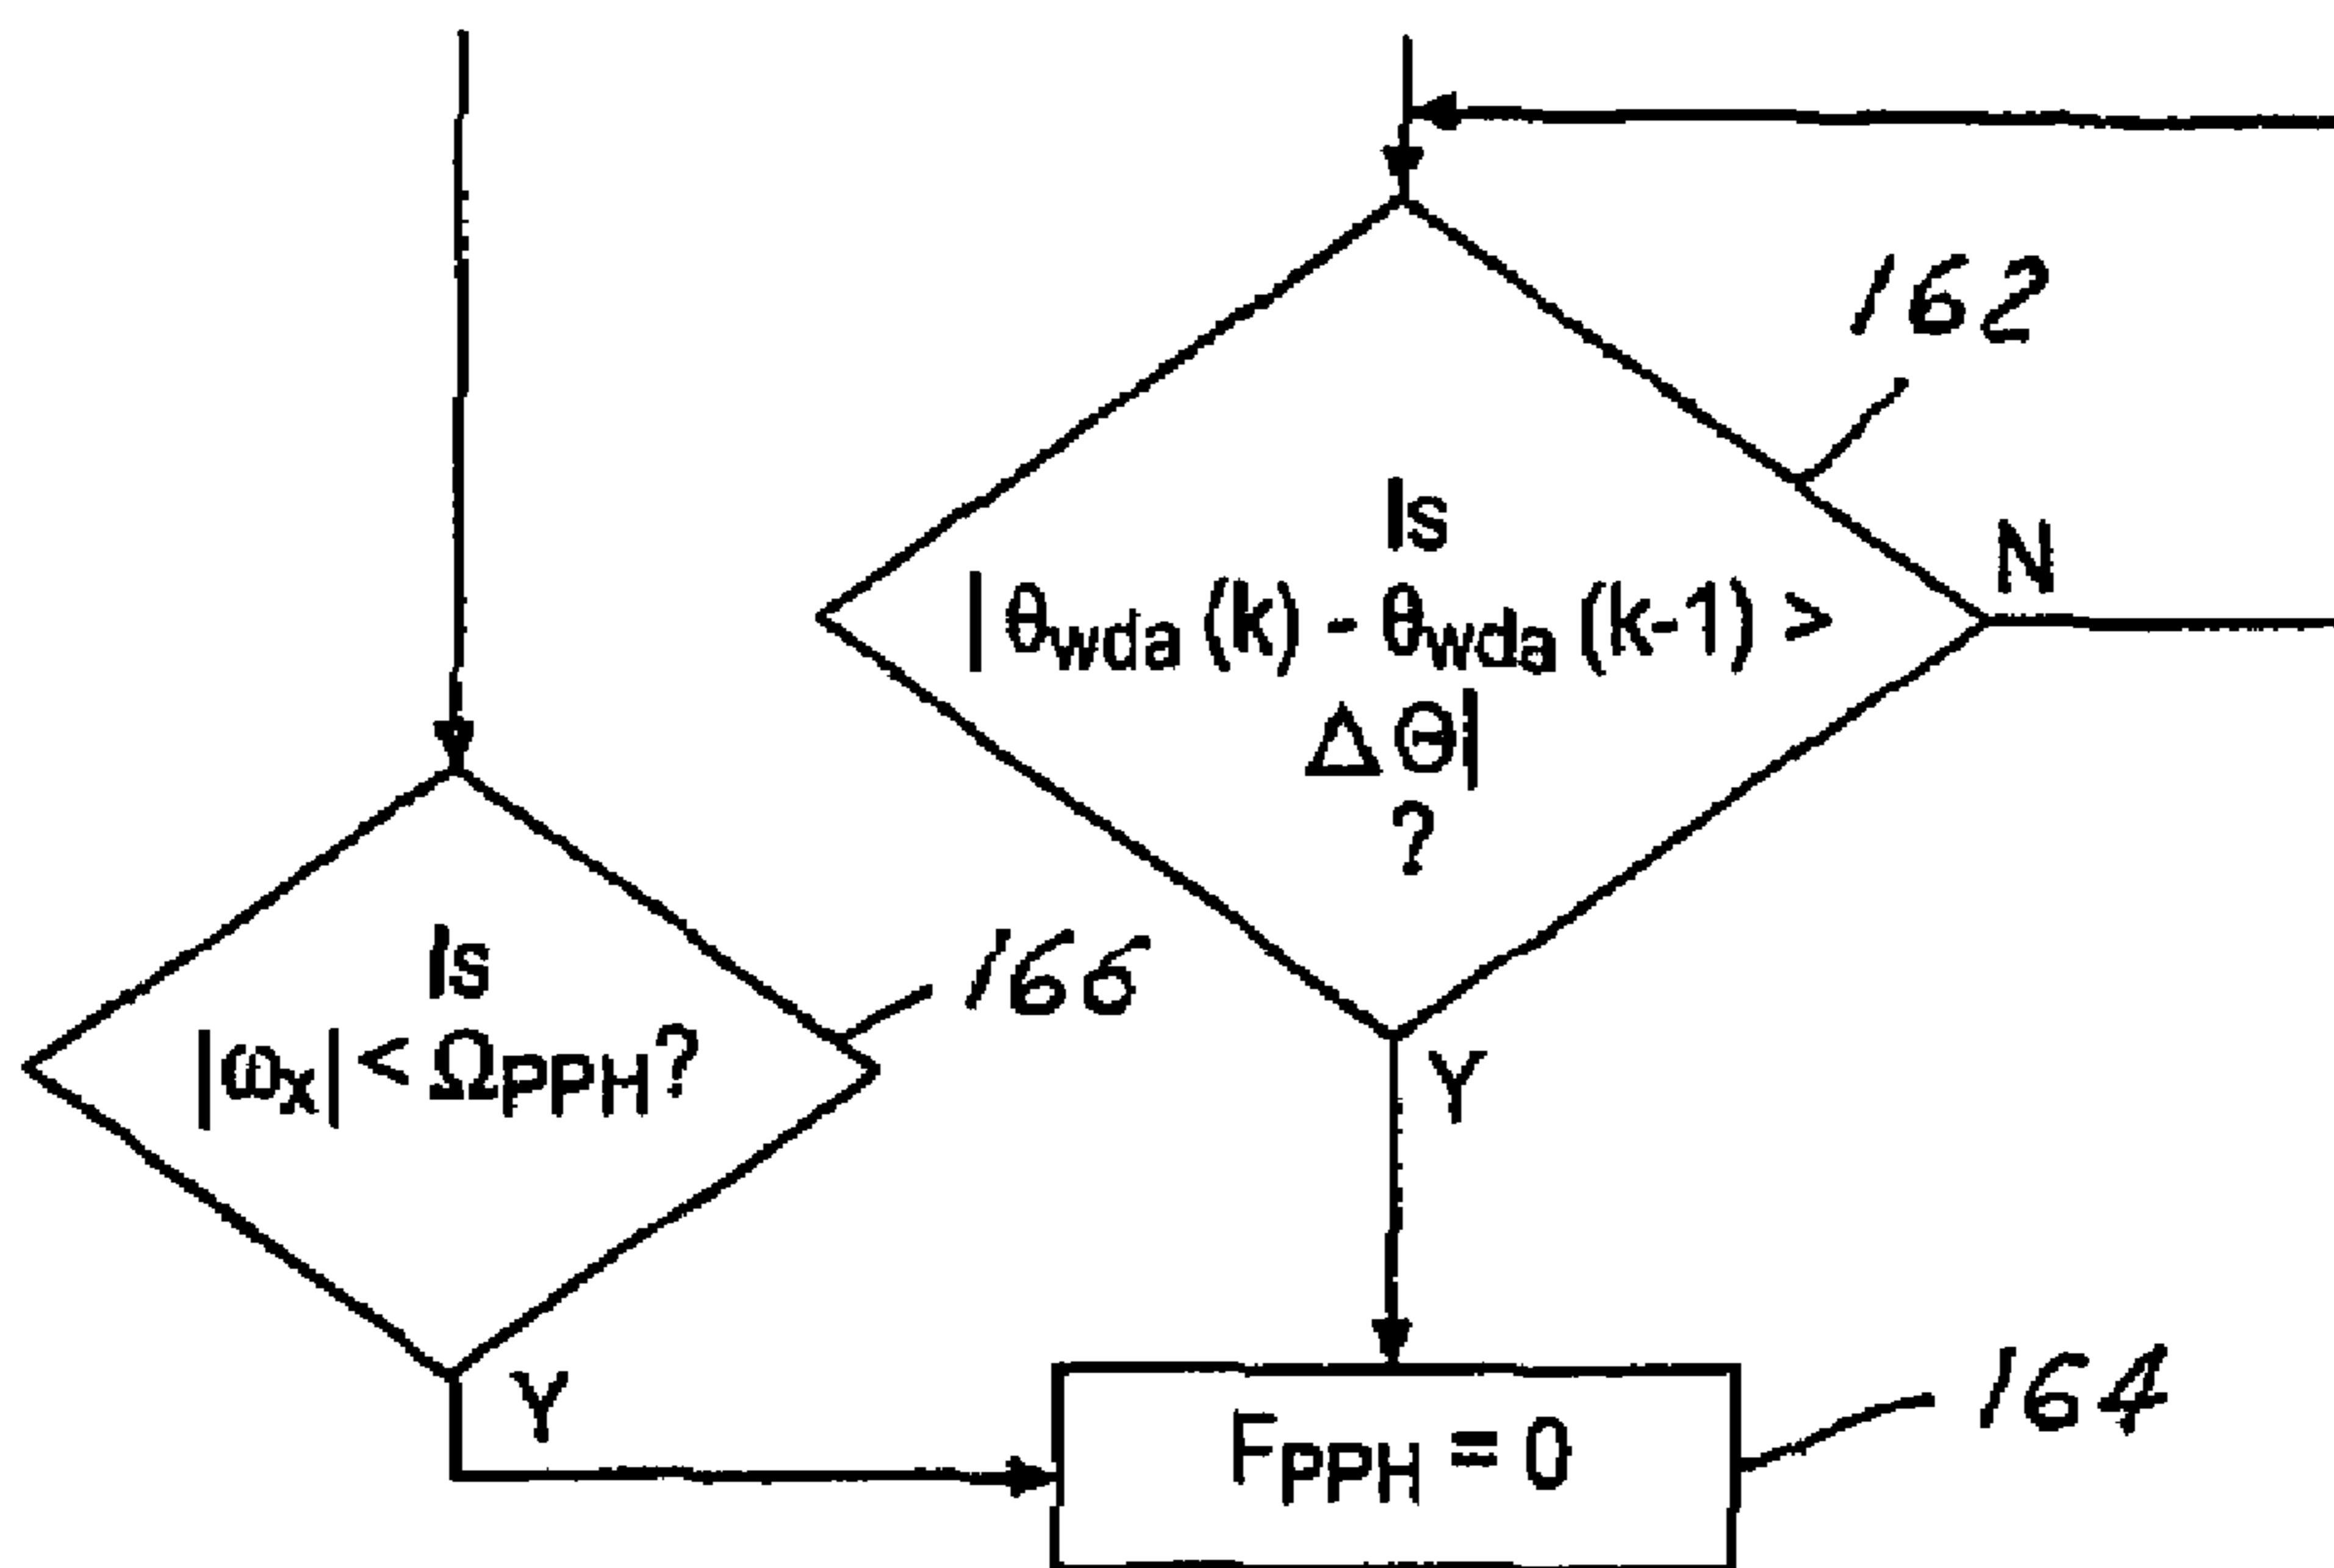 162
Is
|θwda (k) - θwda (k-1) >
ΔΘ|
?
N
Y
Is
|ωx| < ΩPPH?
166
Y
FPPH = 0
164